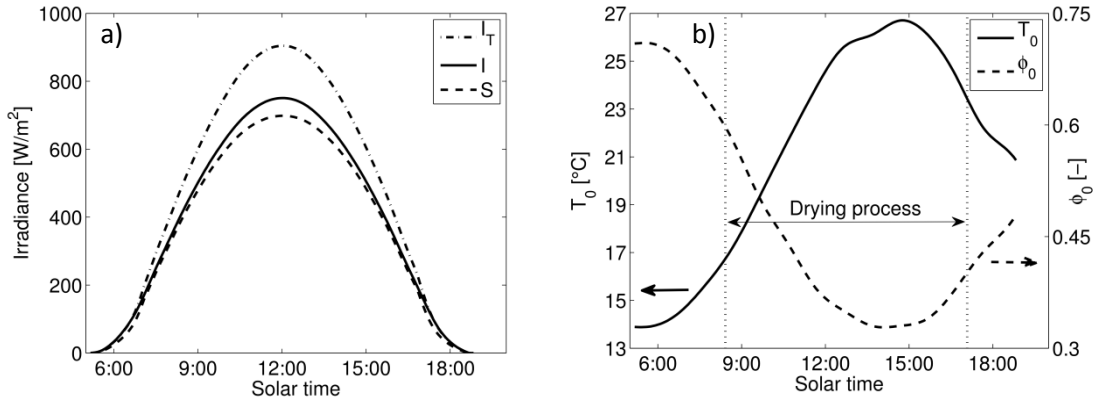 a)
1000
800
600
400
200
0
Irradiance [W/m²]
6:00 9:00 12:00 15:00 18:00
Solar time
I_T
I
S
b)
27
25
23
21
19
17
15
13
T_0 [°C]
6:00 9:00 12:00 15:00 18:00
Solar time
0.75
0.6
0.45
0.3
ϕ_0 [−]
T_0
ϕ_0
Drying process